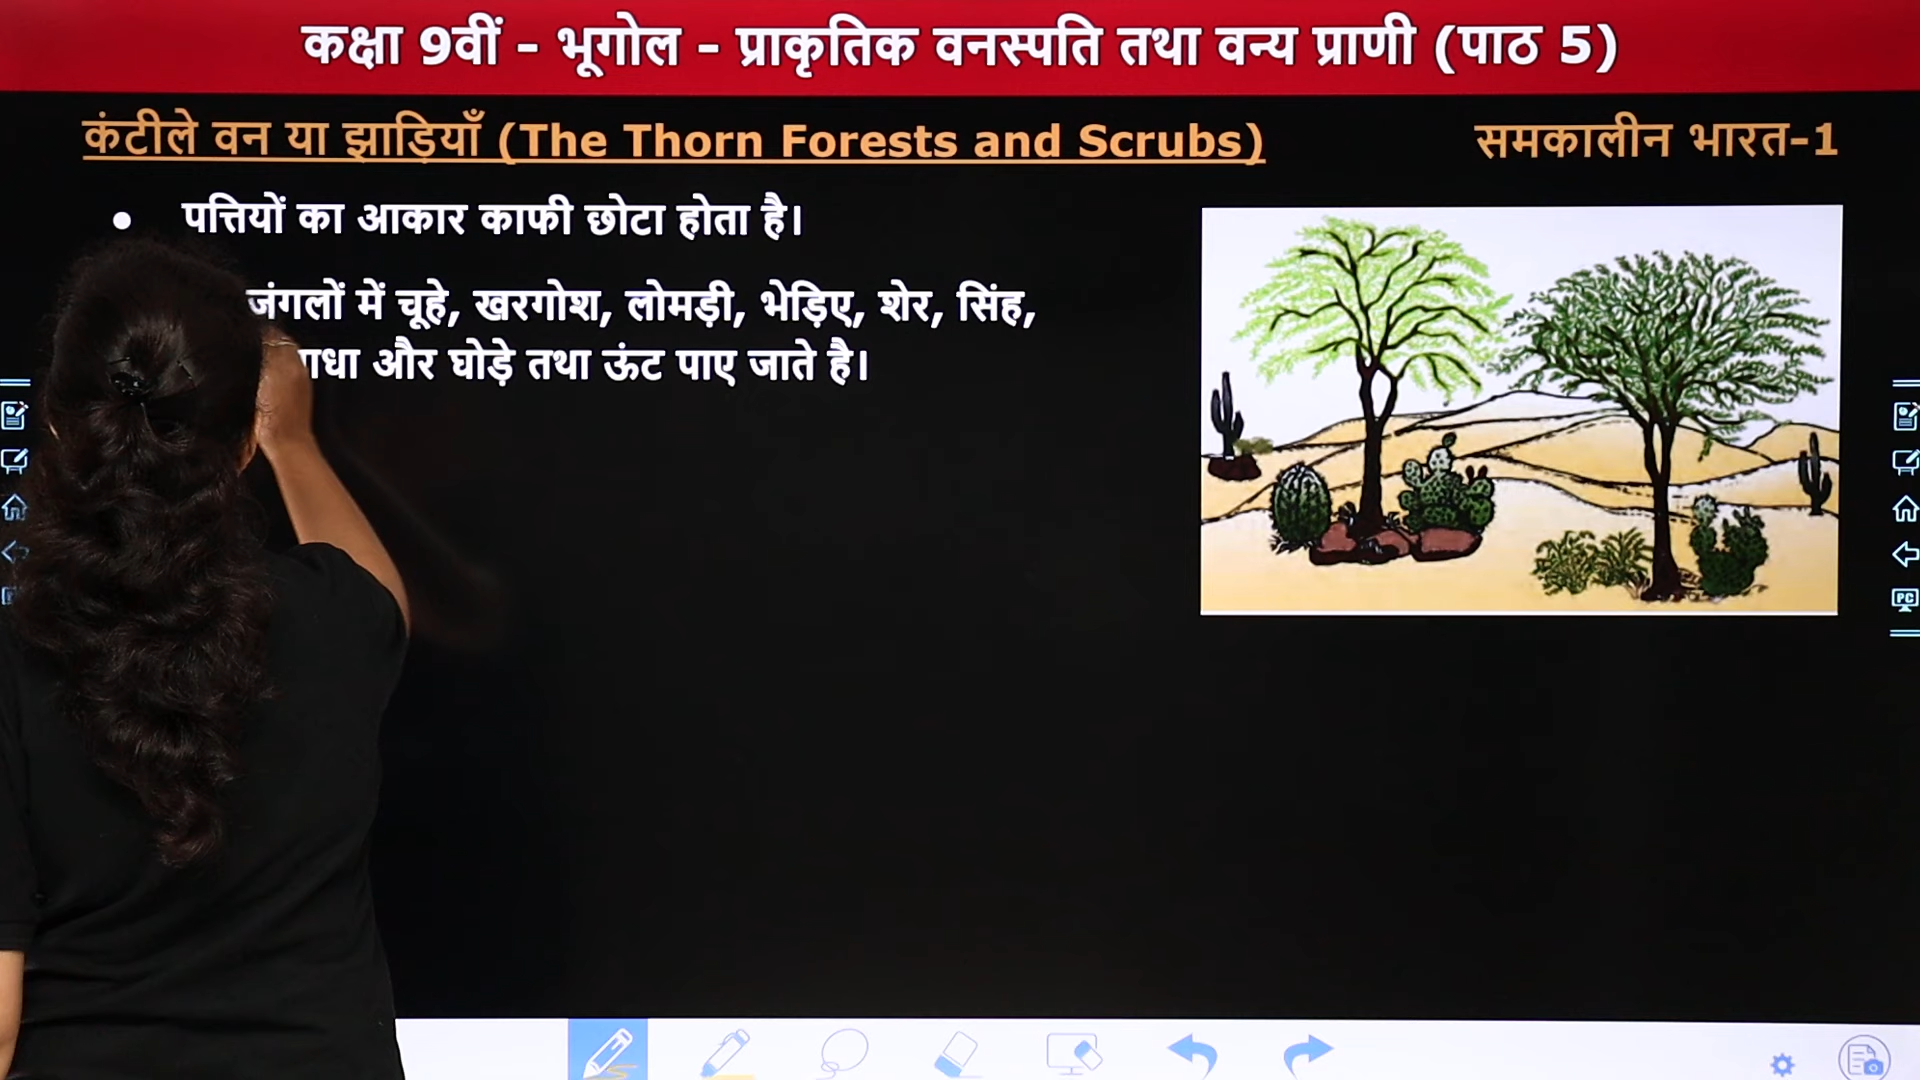 कक्षा 9वीं - भूगोल - प्राकृतिक वनस्पति तथा वन्य प्राणी (पाठ 5)
कंटीले वन या झाड़ियाँ (The Thorn Forests and Scrubs)
समकालीन भारत-1
• पत्तियों का आकार काफी छोटा होता है।
जंगलों में चूहे, खरगोश, लोमड़ी, भेड़िए, शेर, सिंह,
और घोड़े तथा ऊंट पाए जाते है।
PC